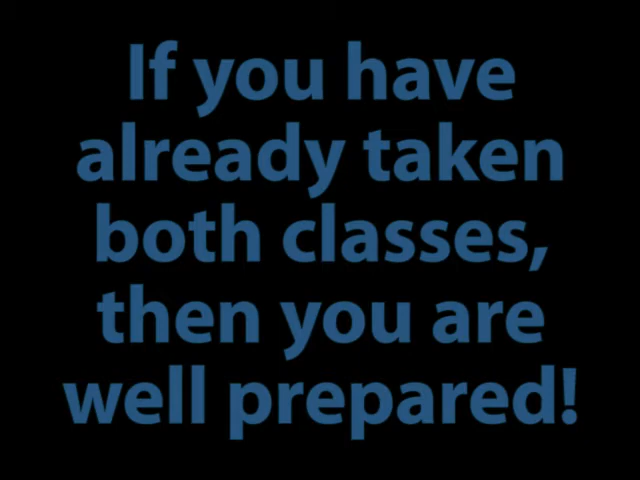 If you have
already taken
both classes,
then you are
well prepared!